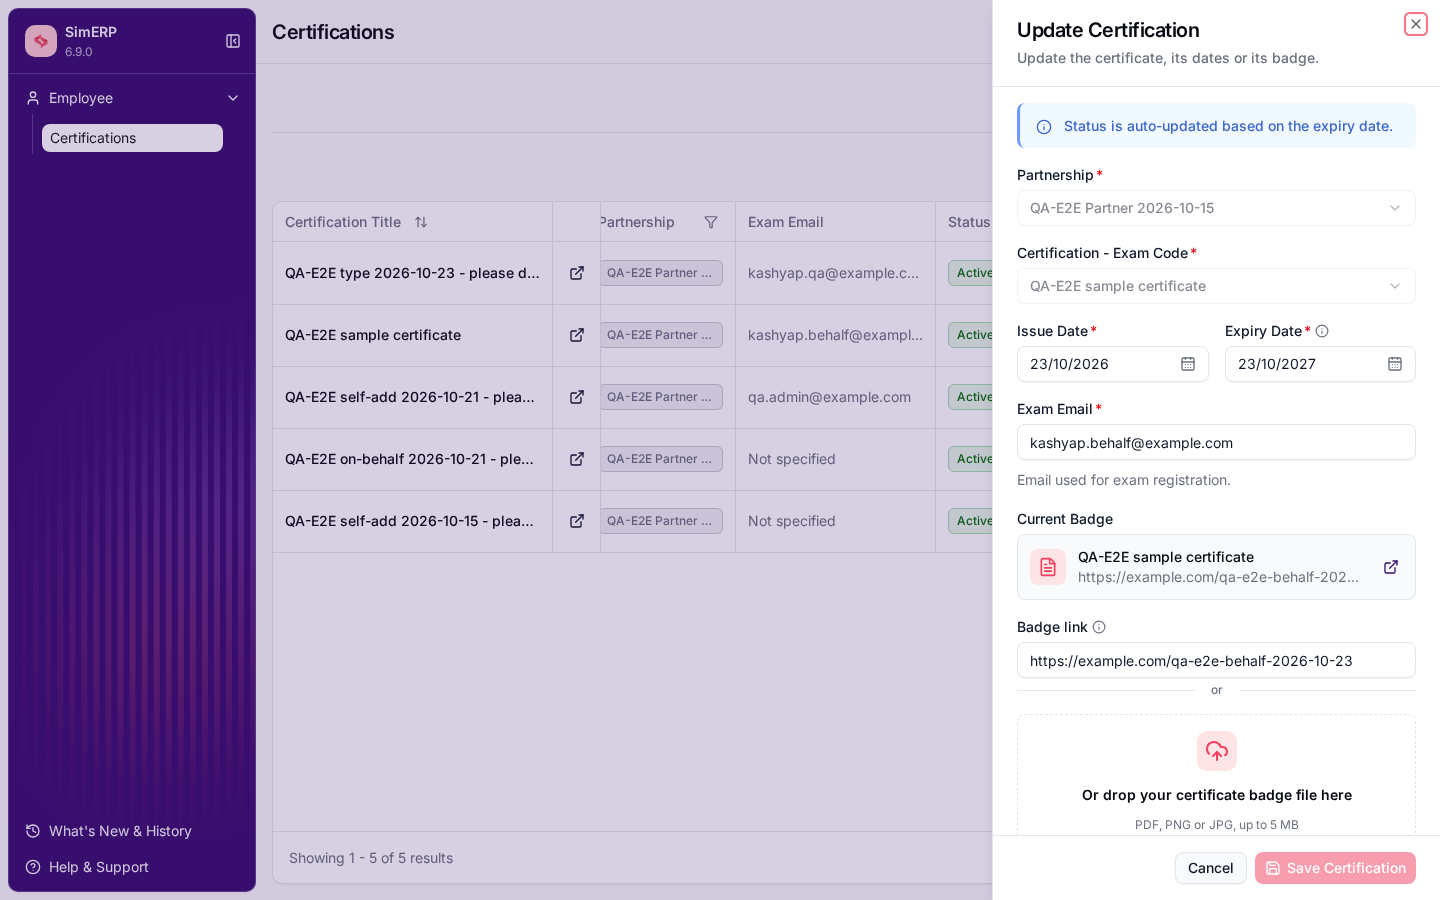 SimERP
6.9.0
Employee
Certifications
What's New & History
Help & Support
Certifications
Certification Title
Partnership
Exam Email
Status
QA-E2E type 2026-10-23 - please d...
QA-E2E Partner ...
kashyap.qa@example.c...
Active
QA-E2E sample certificate
QA-E2E Partner ...
kashyap.behalf@exampl...
Active
QA-E2E self-add 2026-10-21 - plea...
QA-E2E Partner ...
qa.admin@example.com
Active
QA-E2E on-behalf 2026-10-21 - ple...
QA-E2E Partner ...
Not specified
Active
QA-E2E self-add 2026-10-15 - plea...
QA-E2E Partner ...
Not specified
Active
Showing 1 - 5 of 5 results
Update Certification
Update the certificate, its dates or its badge.
Status is auto-updated based on the expiry date.
Partnership*
QA-E2E Partner 2026-10-15
Certification - Exam Code*
QA-E2E sample certificate
Issue Date* Expiry Date*
23/10/2026 23/10/2027
Exam Email*
kashyap.behalf@example.com
Email used for exam registration.
Current Badge
QA-E2E sample certificate
https://example.com/qa-e2e-behalf-202...
Badge link
https://example.com/qa-e2e-behalf-2026-10-23
or
Or drop your certificate badge file here
PDF, PNG or JPG, up to 5 MB
Cancel Save Certification